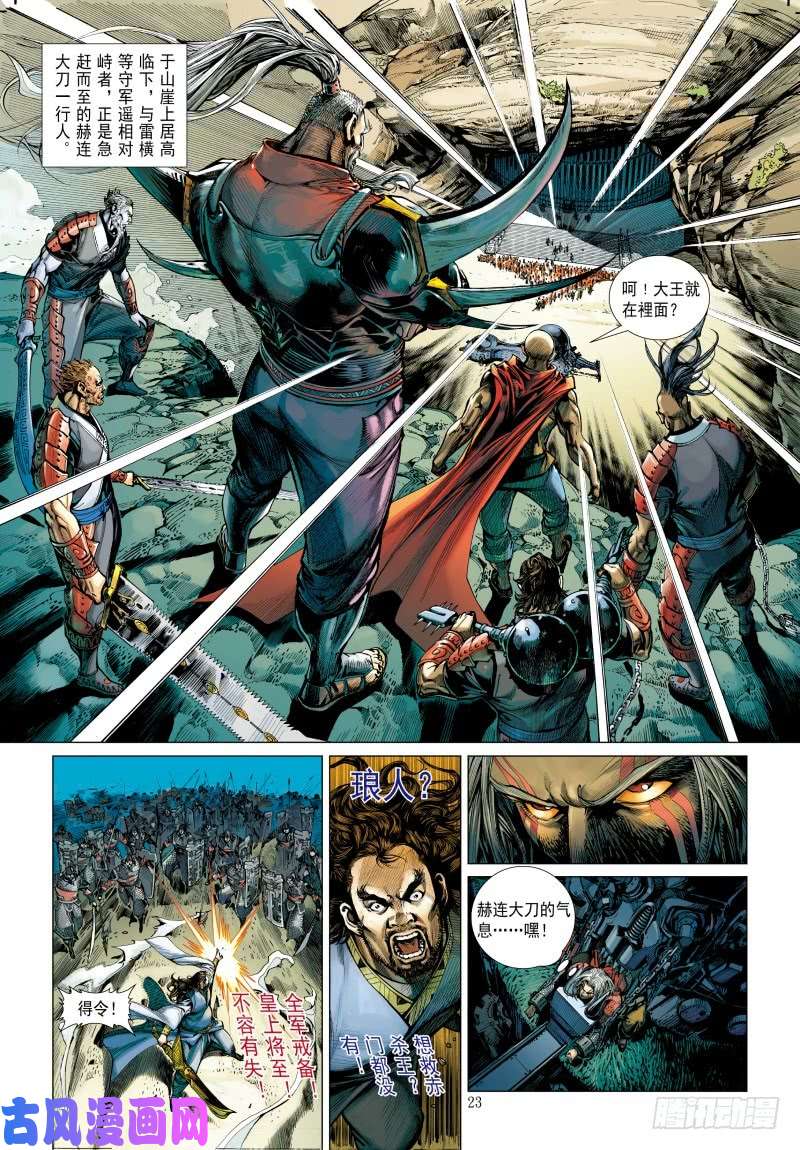 于山崖上居高
临下，与雷横
等守军遥相对
峙者，正是急
赶而至的赫连
大刀一行人。
呵！大王就
在裡面？
全军戒备！
皇上将至！
不容有失！
得令！
琅人？
想救赤
杀王？
门都没
有！
赫连大刀的气
息……嘿！
23
古风漫画网
腾讯动漫